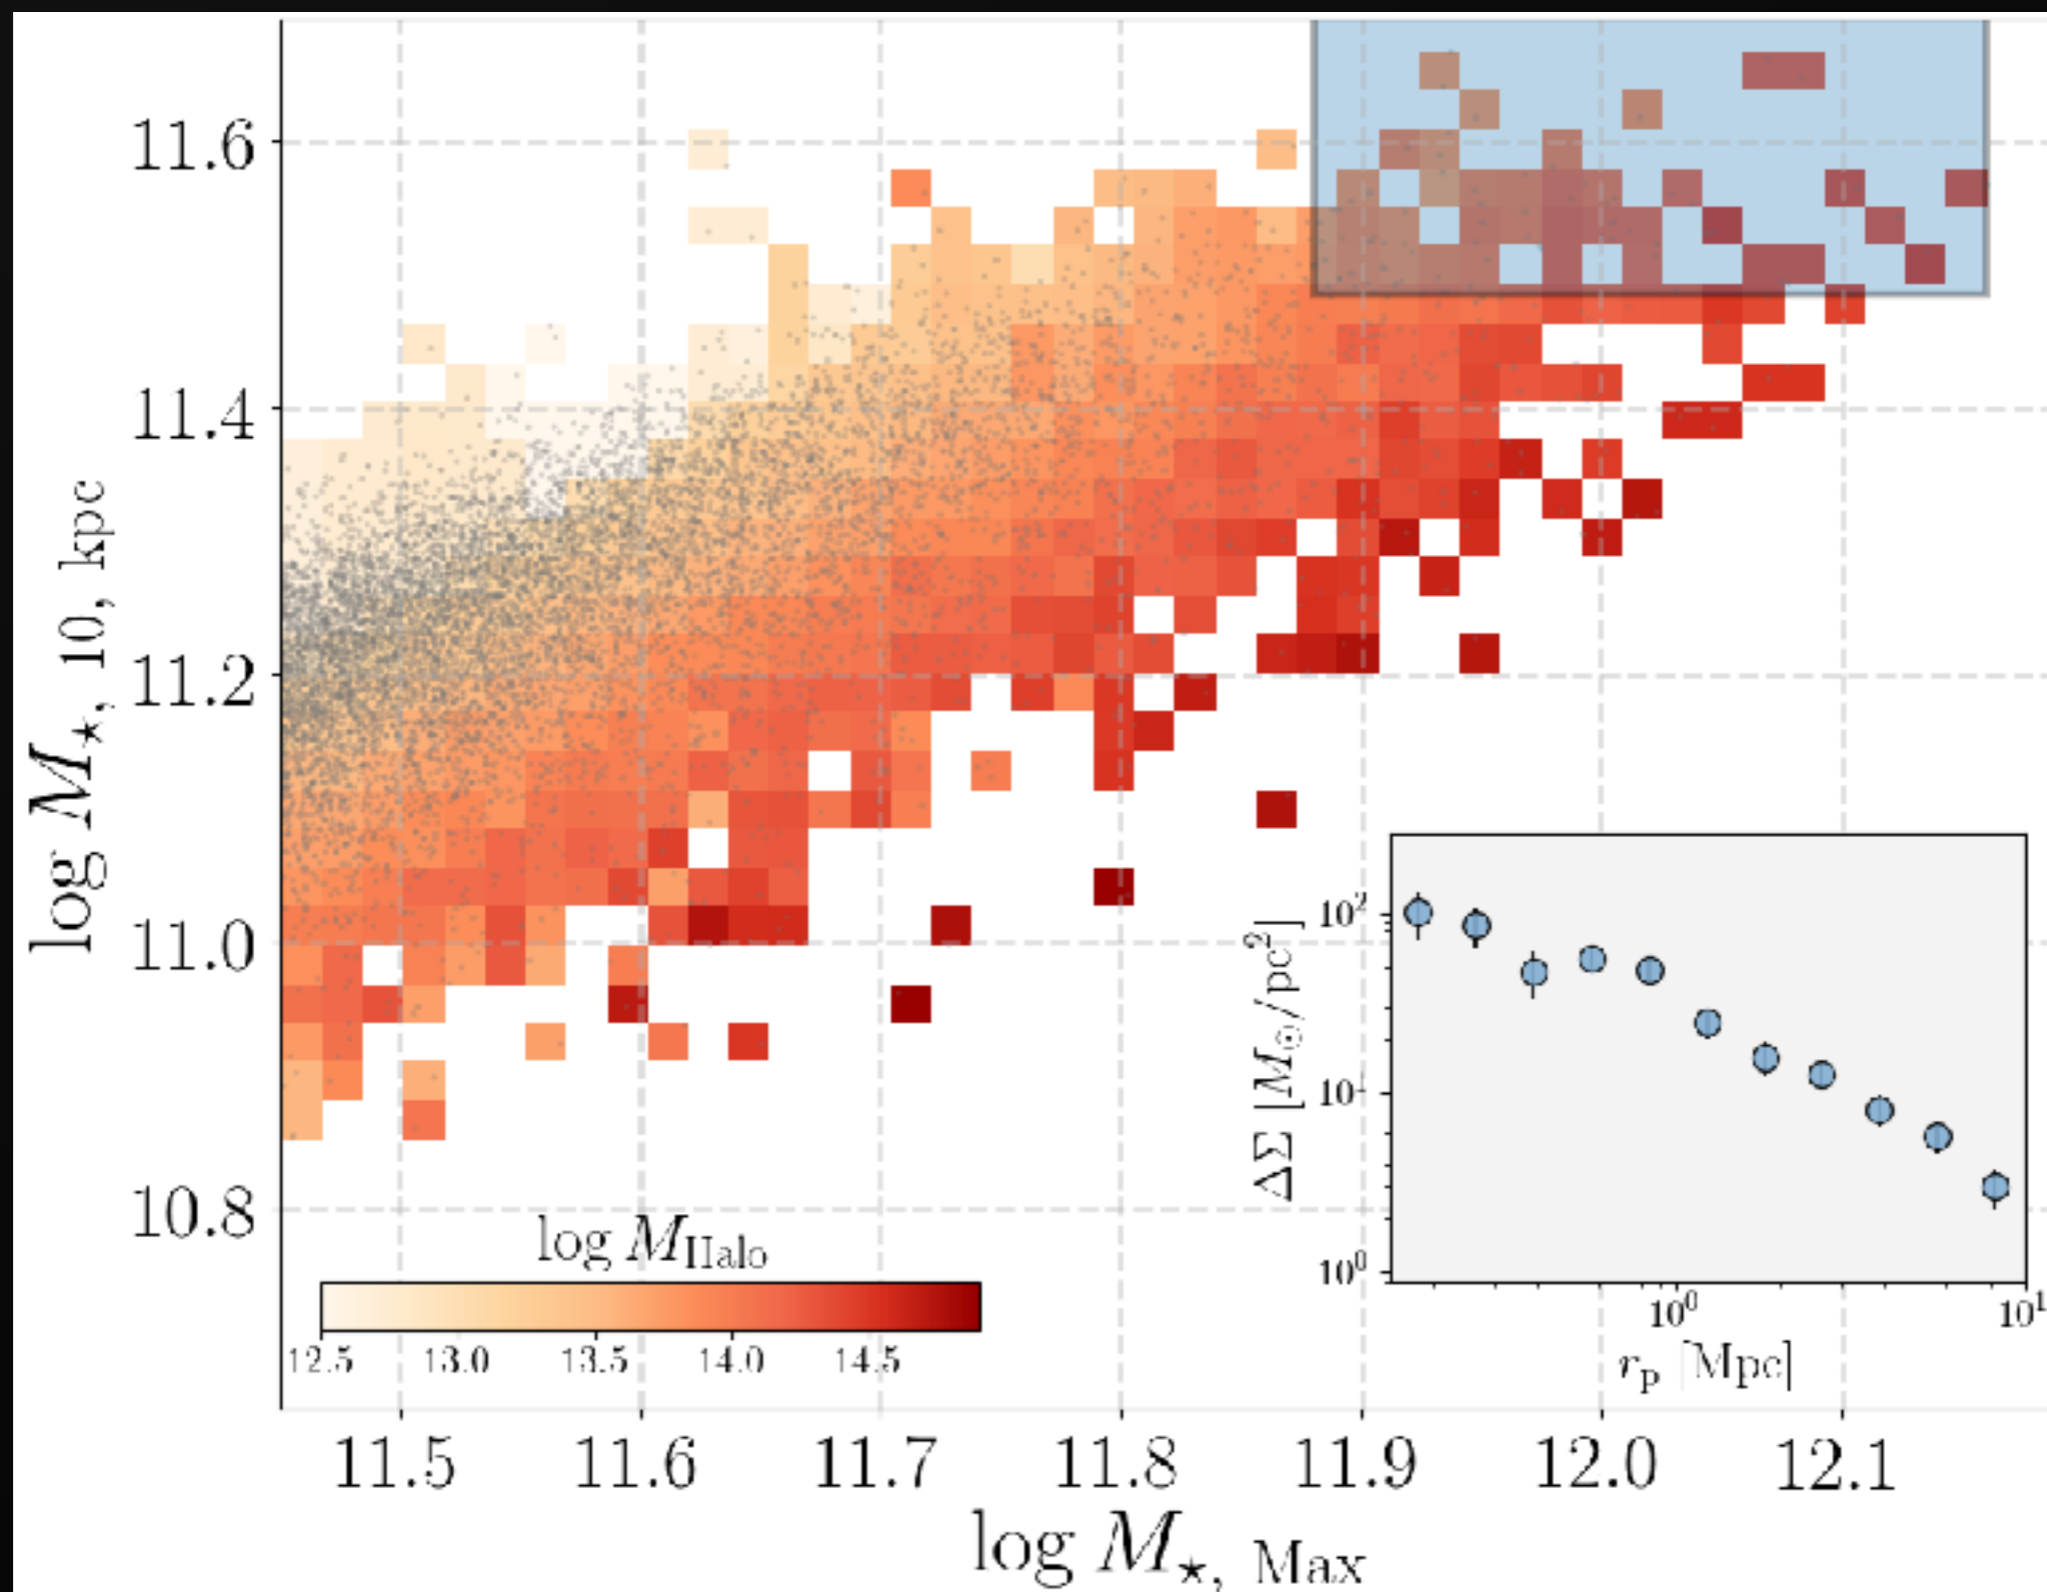 log M⋆, 10, kpc
11.6
11.4
11.2
11.0
10.8
log M_Halo
12.5 13.0 13.5 14.0 14.5
11.5 11.6 11.7 11.8 11.9 12.0 12.1
log M⋆, Max
ΔΣ [M⊙/pc²]
10²
10¹
10⁰
10⁰ 10¹
r_p [Mpc]